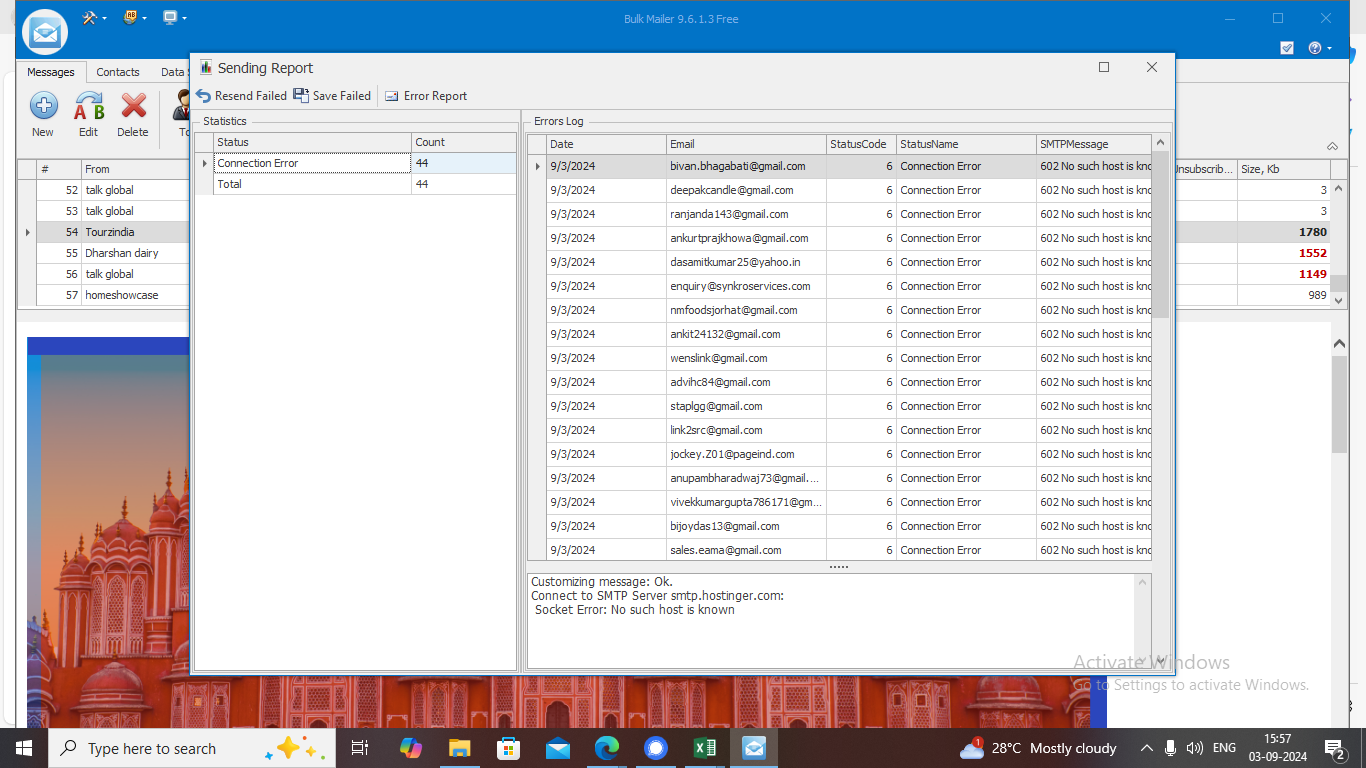 Bulk Mailer 9.6.1.3 Free
Messages Contacts Data
New Edit Delete To
# From
52 talk global
53 talk global
54 Tourzindia
55 Dharshan dairy
56 talk global
57 homeshowcase
Unsubscrib... Size, Kb
3
3
1780
1552
1149
989
Sending Report
Resend Failed Save Failed Error Report
Statistics
Status Count
Connection Error 44
Total 44
Errors Log
Date Email StatusCode StatusName SMTPMessage
9/3/2024 bivan.bhagabati@gmail.com 6 Connection Error 602 No such host is kno
9/3/2024 deepakcandle@gmail.com 6 Connection Error 602 No such host is kno
9/3/2024 ranjanda143@gmail.com 6 Connection Error 602 No such host is kno
9/3/2024 ankurtprajkhowa@gmail.com 6 Connection Error 602 No such host is kno
9/3/2024 dasamitkumar25@yahoo.in 6 Connection Error 602 No such host is kno
9/3/2024 enquiry@synkroservices.com 6 Connection Error 602 No such host is kno
9/3/2024 nmfoodsjorhat@gmail.com 6 Connection Error 602 No such host is kno
9/3/2024 ankit24132@gmail.com 6 Connection Error 602 No such host is kno
9/3/2024 wenslink@gmail.com 6 Connection Error 602 No such host is kno
9/3/2024 advihc84@gmail.com 6 Connection Error 602 No such host is kno
9/3/2024 staplgg@gmail.com 6 Connection Error 602 No such host is kno
9/3/2024 link2src@gmail.com 6 Connection Error 602 No such host is kno
9/3/2024 jockey.Z01@pageind.com 6 Connection Error 602 No such host is kno
9/3/2024 anupambharadwaj73@gmail.... 6 Connection Error 602 No such host is kno
9/3/2024 vivekkumargupta786171@gm... 6 Connection Error 602 No such host is kno
9/3/2024 bijoydas13@gmail.com 6 Connection Error 602 No such host is kno
9/3/2024 sales.eama@gmail.com 6 Connection Error 602 No such host is kno
Customizing message: Ok.
Connect to SMTP Server smtp.hostinger.com:
Socket Error: No such host is known
Activate Windows
Go to Settings to activate Windows.
Type here to search
1
28°C Mostly cloudy
ENG
15:57
03-09-2024
2